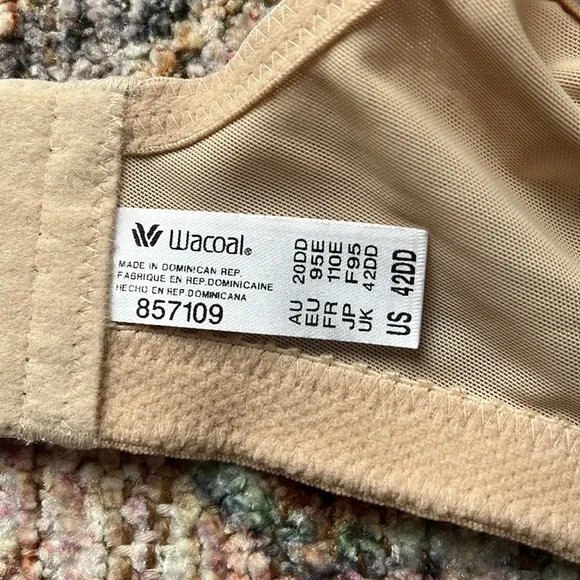 Wacoal®
MADE IN DOMINICAN REP.
FABRIQUE EN REP.DOMINICAINE
HECHO EN REP.DOMINICANA
857109
AU 20DD
EU 95E
FR 110E
JP F95
UK 42DD
US 42DD